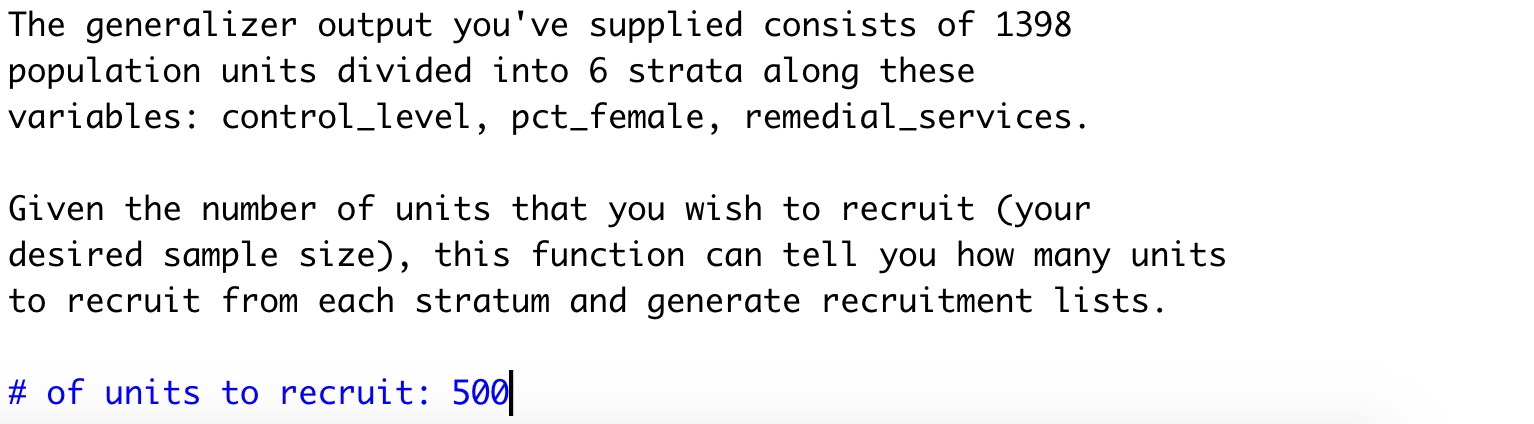 The generalizer output you've supplied consists of 1398
population units divided into 6 strata along these
variables: control_level, pct_female, remedial_services.
Given the number of units that you wish to recruit (your
desired sample size), this function can tell you how many units
to recruit from each stratum and generate recruitment lists.
# of units to recruit: 500